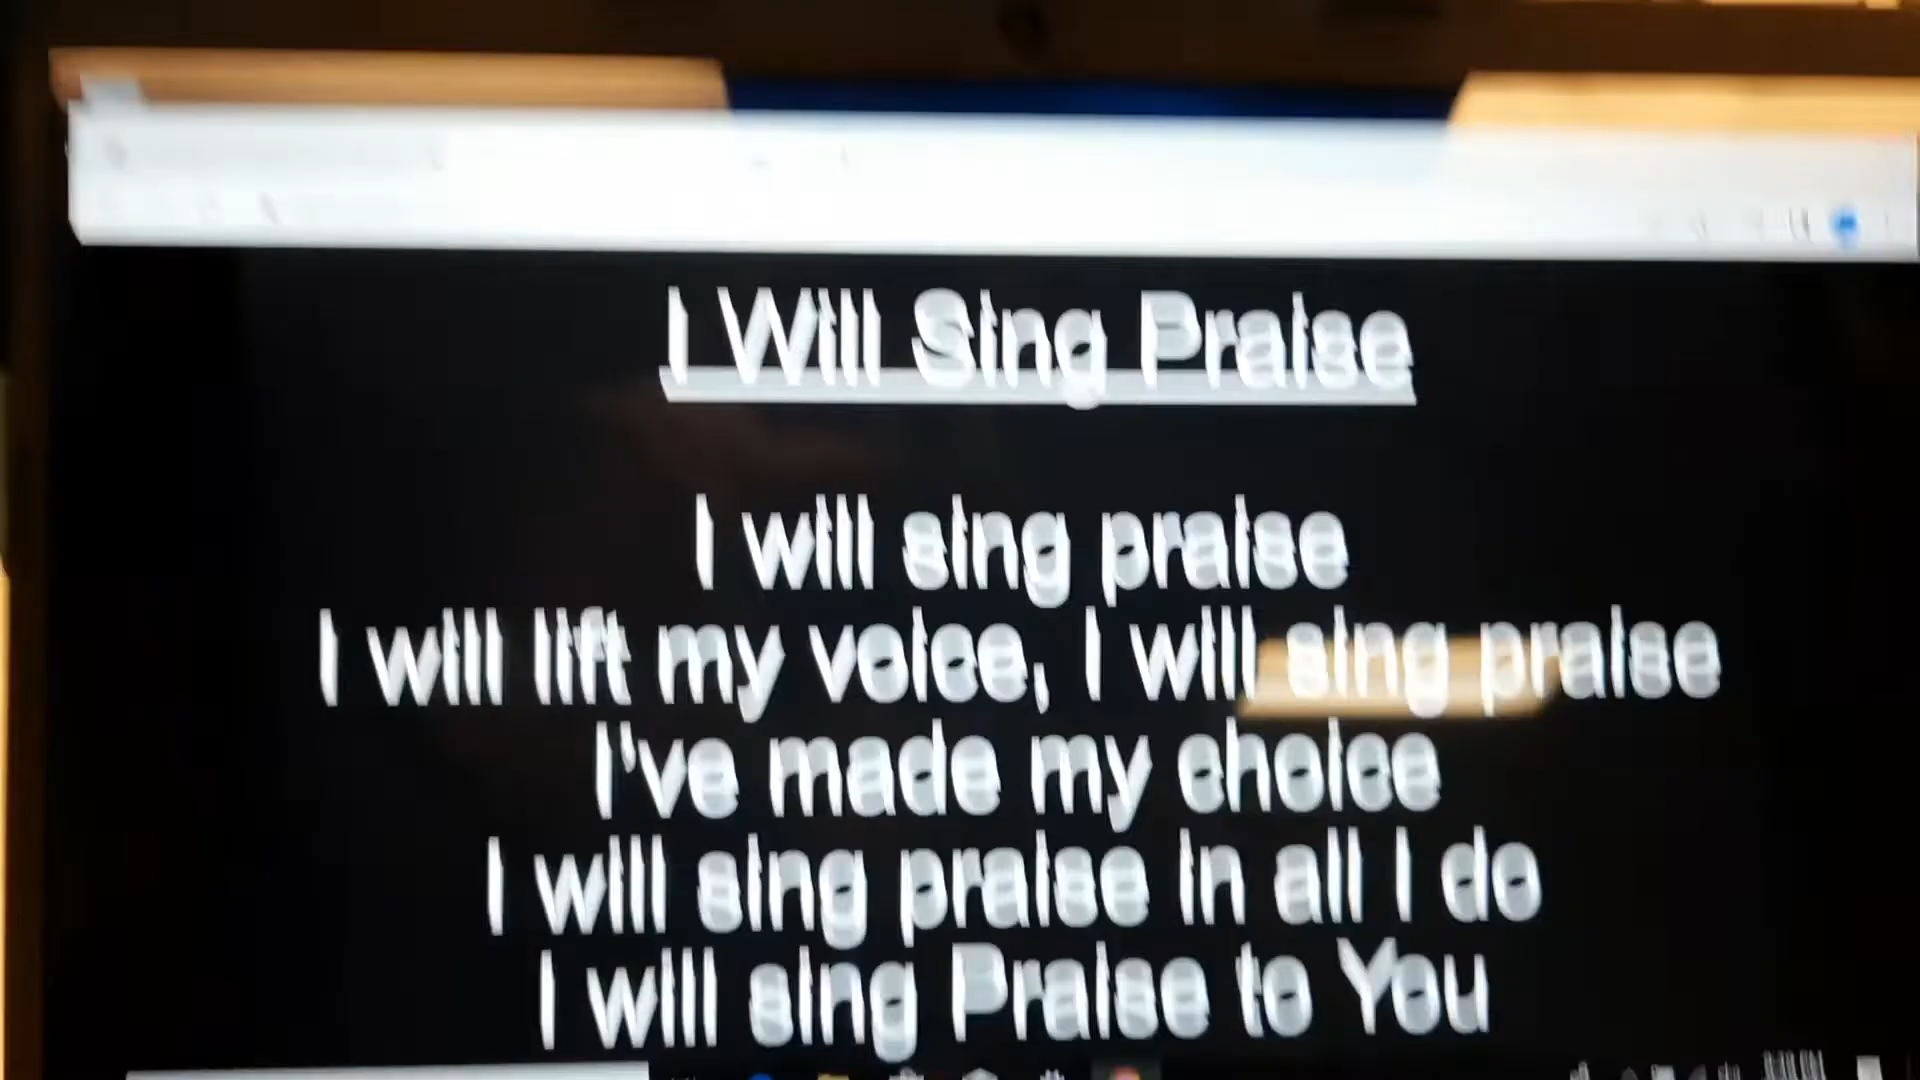 I Will Sing Praise
I will sing praise
I will lift my voice, I will sing praise
I've made my choice
I will sing praise in all I do
I will sing Praise to You